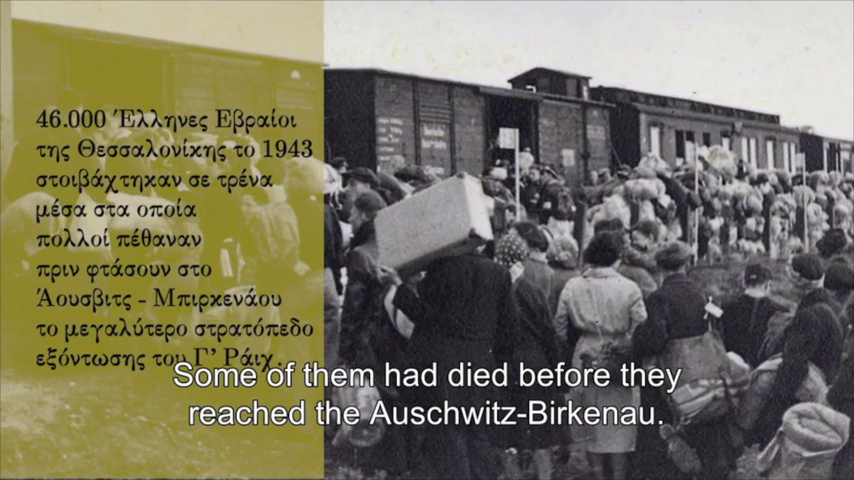 46.000 Έλληνες Εβραίοι
της Θεσσαλονίκης το 1943
στοιβάχτηκαν σε τρένα
μέσα στα οποία
πολλοί πέθαναν
πριν φτάσουν στο
Άουσβιτς - Μπιρκενάου
το μεγαλύτερο στρατόπεδο
εξόντωσης του Γ' Ράιχ.
Some of them had died before they
reached the Auschwitz-Birkenau.